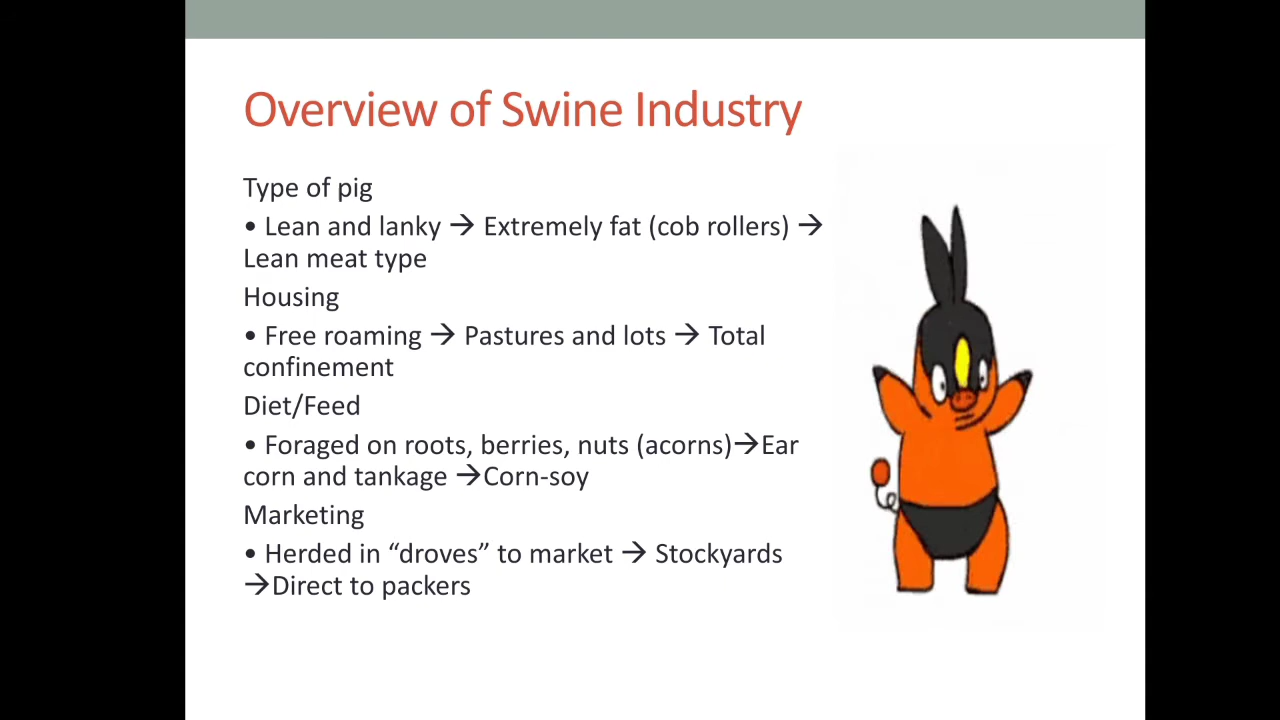 Overview of Swine Industry
Type of pig
• Lean and lanky → Extremely fat (cob rollers) →
Lean meat type
Housing
• Free roaming → Pastures and lots → Total
confinement
Diet/Feed
• Foraged on roots, berries, nuts (acorns)→Ear
corn and tankage →Corn-soy
Marketing
• Herded in “droves” to market → Stockyards
→Direct to packers